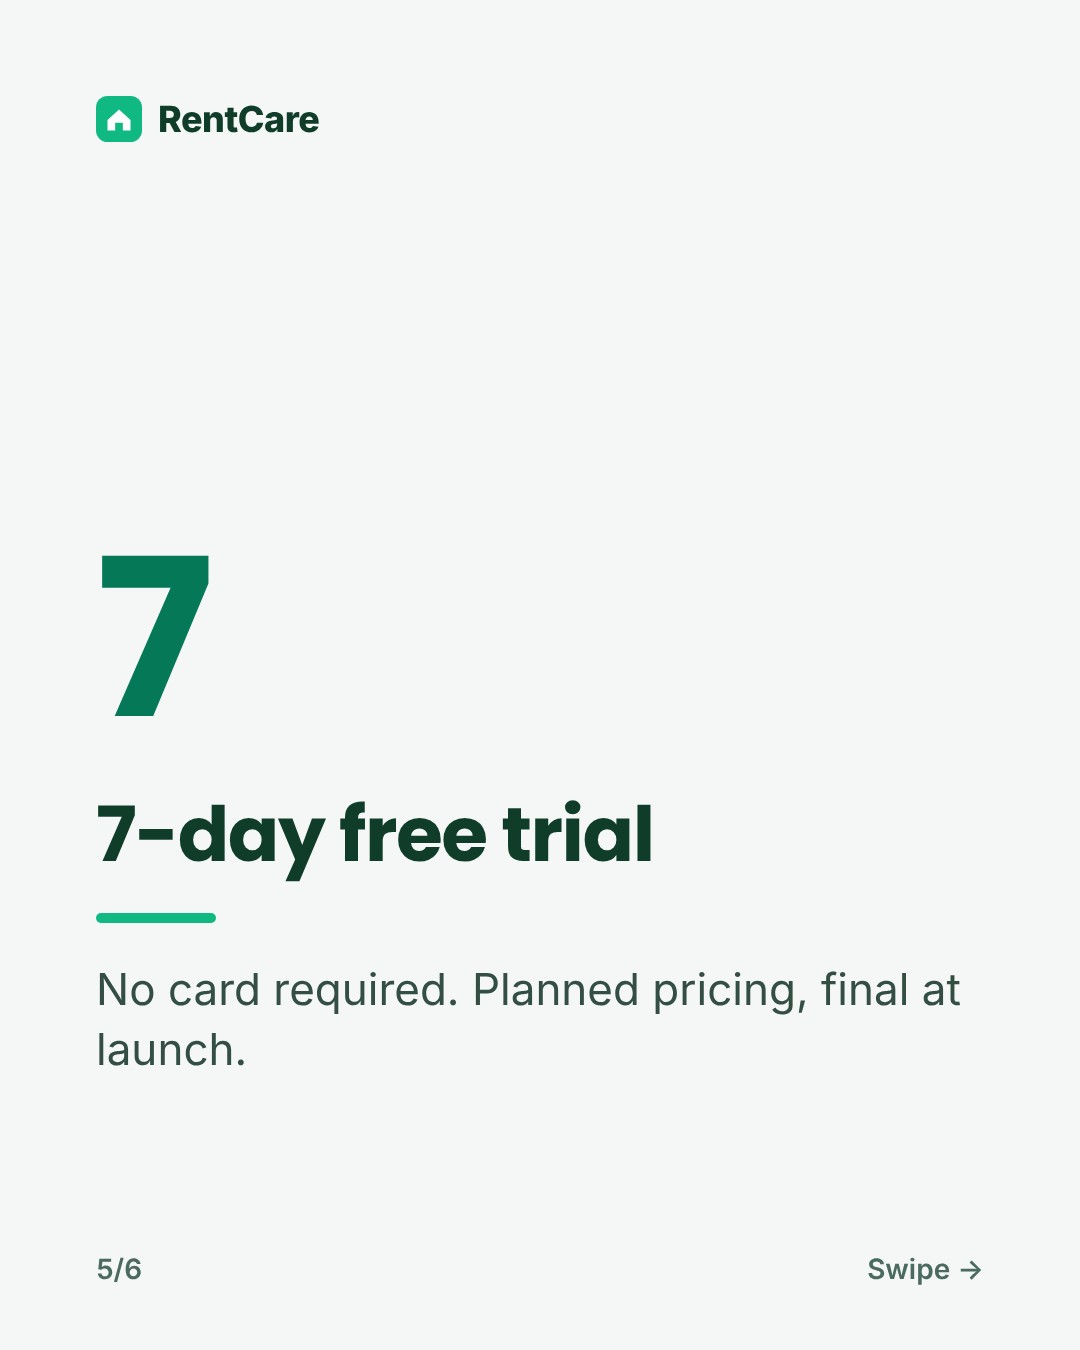 RentCare
7
7-day free trial
No card required. Planned pricing, final at
launch.
5/6
Swipe →